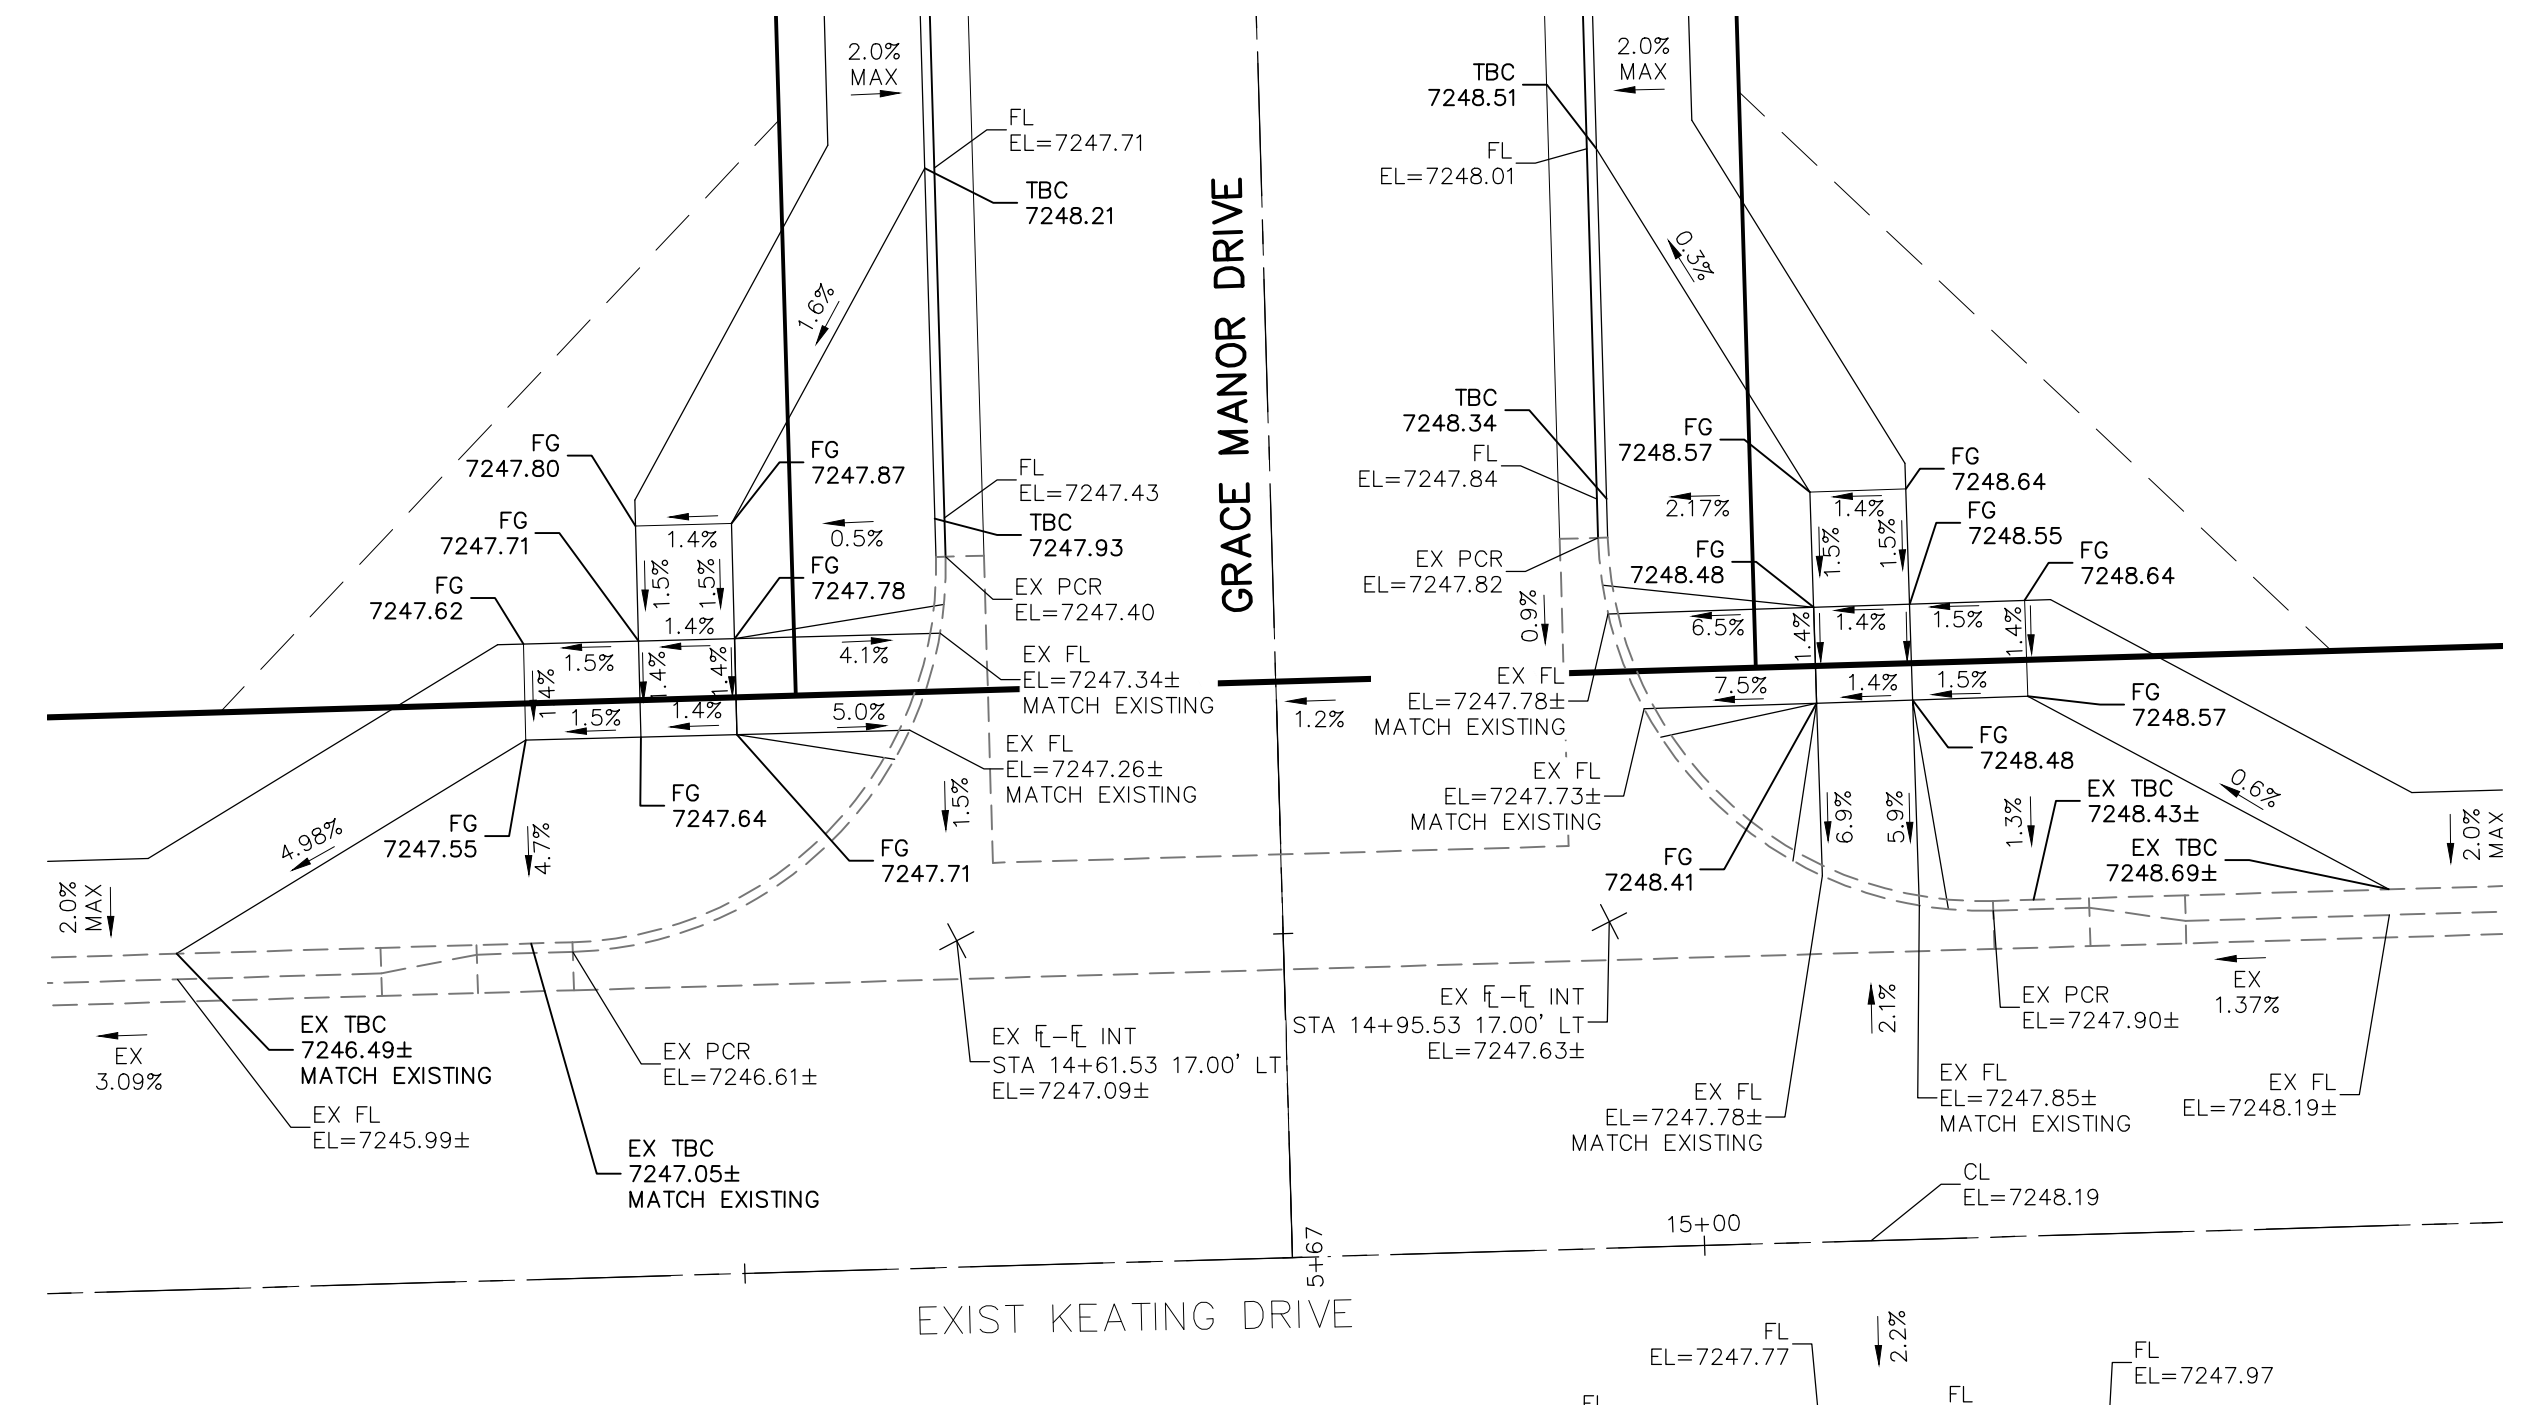 2.0%
MAX
FL
EL=7247.71
TBC
7248.21
1.6%
GRACE MANOR DRIVE
2.0%
MAX
TBC
7248.51
FL
EL=7248.01
0.3%
FG
7247.80
FG
7247.87
FL
EL=7247.43
TBC
7247.93
FG
7247.71
1.4%
0.5%
FG
7247.78
FG
7247.62
1.5%
1.5%
EX PCR
EL=7247.40
1.4%
1.5%
4.1%
EX FL
EL=7247.34±
MATCH EXISTING
1.4%
1.4%
1.4%
1.5%
1.4%
5.0%
EX FL
EL=7247.26±
MATCH EXISTING
FG
7247.64
FG
7247.55
FG
7247.71
4.98%
4.7%
1.5%
2.0%
MAX
TBC
7248.34
FL
EL=7247.84
FG
7248.57
FG
7248.64
2.17%
1.4%
FG
7248.55
FG
7248.64
EX PCR
EL=7247.82
FG
7248.48
1.5%
1.5%
0.9%
6.5%
1.4%
1.4%
1.5%
1.4%
EX FL
EL=7247.78±
MATCH EXISTING
7.5%
1.4%
1.5%
FG
7248.57
1.2%
FG
7248.48
EX FL
EL=7247.73±
MATCH EXISTING
0.6%
EX TBC
7248.43±
EX TBC
7248.69±
6.9%
5.9%
1.3%
FG
7248.41
2.0%
MAX
EX
3.09%
EX TBC
7246.49±
MATCH EXISTING
EX FL
EL=7245.99±
EX PCR
EL=7246.61±
EX TBC
7247.05±
MATCH EXISTING
EX FL-FL INT
STA 14+61.53 17.00' LT
EL=7247.09±
EX FL-FL INT
STA 14+95.53 17.00' LT
EL=7247.63±
2.1%
EX PCR
EL=7247.90±
EX
1.37%
EX FL
EL=7247.78±
MATCH EXISTING
EX FL
EL=7247.85±
MATCH EXISTING
EX FL
EL=7248.19±
CL
EL=7248.19
15+00
5+67
EXIST KEATING DRIVE
FL
EL=7247.77
2.2%
FL
EL=7247.97
FL
FL